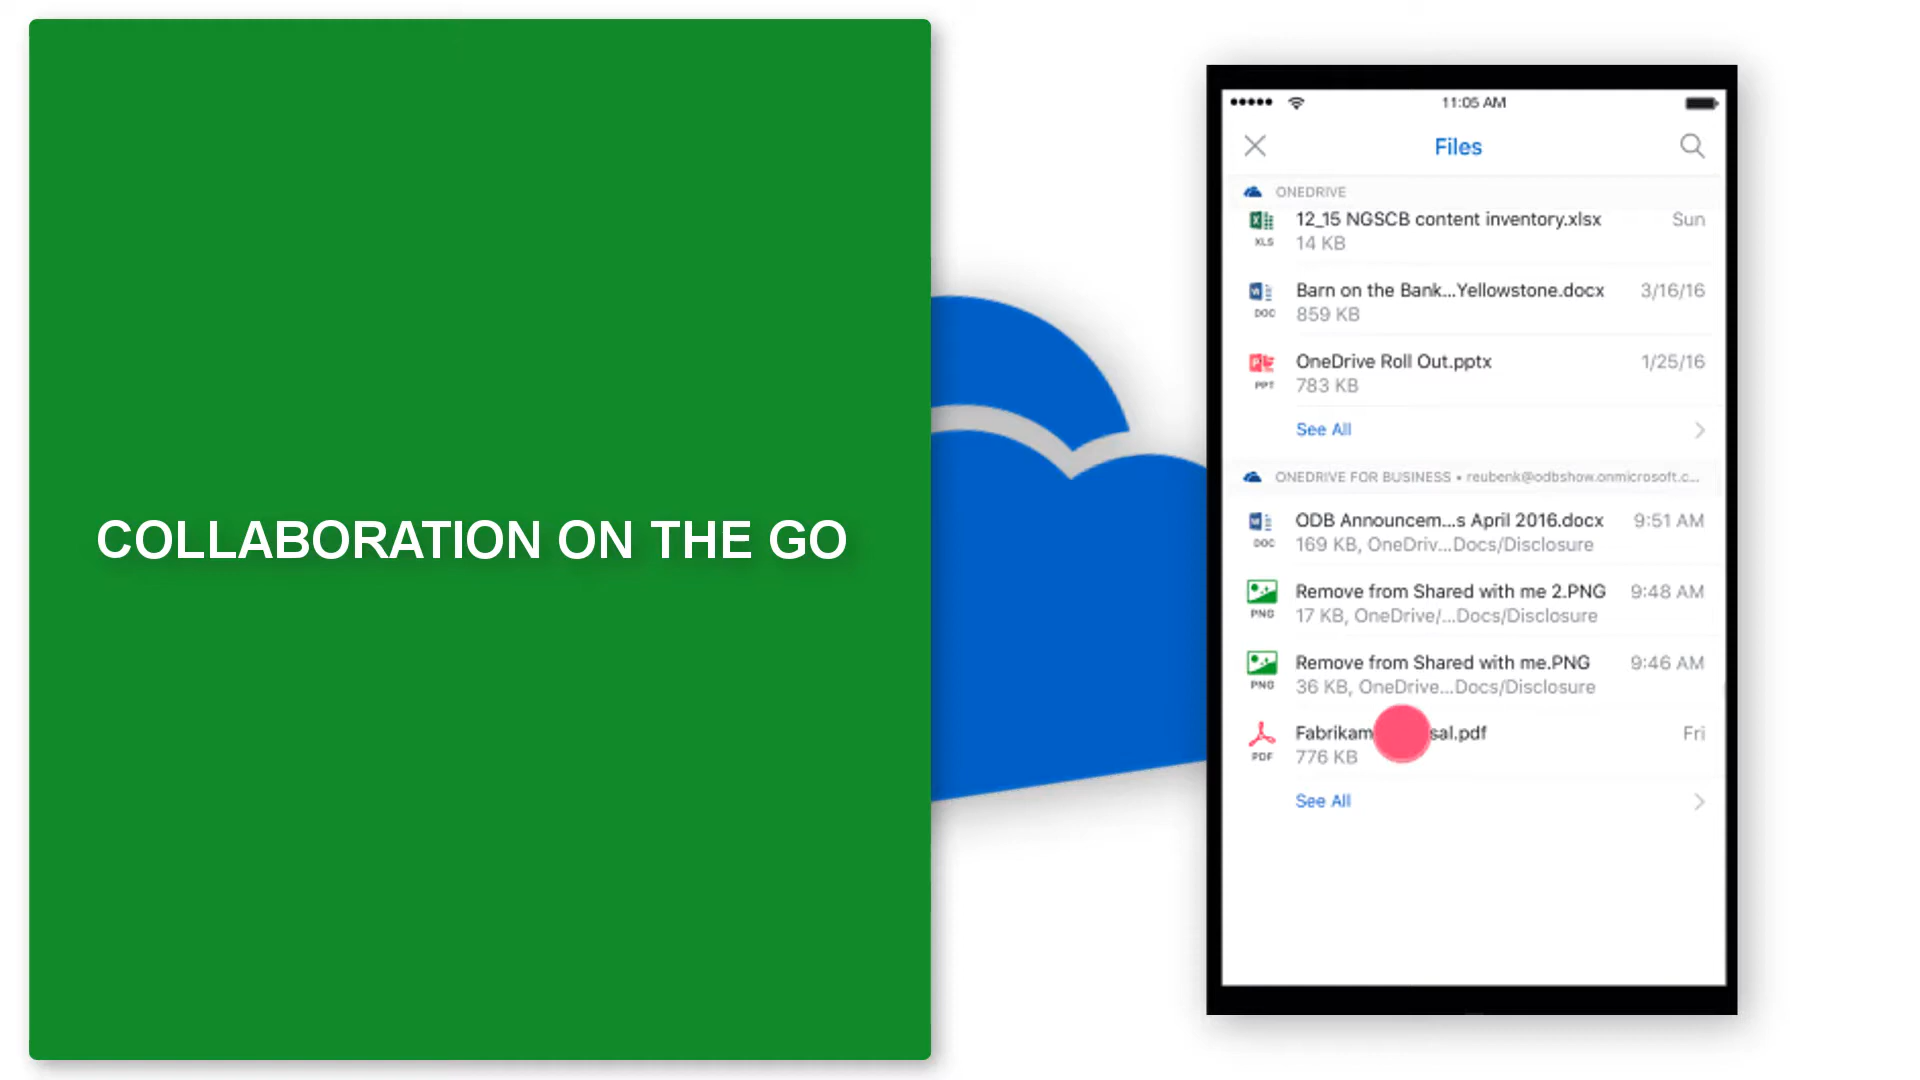 COLLABORATION ON THE GO
11:05 AM
Files
ONEDRIVE
12_15 NGSCB content inventory.xlsx Sun
XLS 14 KB
Barn on the Bank...Yellowstone.docx 3/16/16
DOC 859 KB
OneDrive Roll Out.pptx 1/25/16
PPT 783 KB
See All
ONEDRIVE FOR BUSINESS • reubenk@odbshow.onmicrosoft.c...
ODB Announcem...s April 2016.docx 9:51 AM
DOC 169 KB, OneDriv...Docs/Disclosure
Remove from Shared with me 2.PNG 9:48 AM
PNG 17 KB, OneDrive/...Docs/Disclosure
Remove from Shared with me.PNG 9:46 AM
PNG 36 KB, OneDrive...Docs/Disclosure
Fabrikam sal.pdf Fri
PDF 776 KB
See All